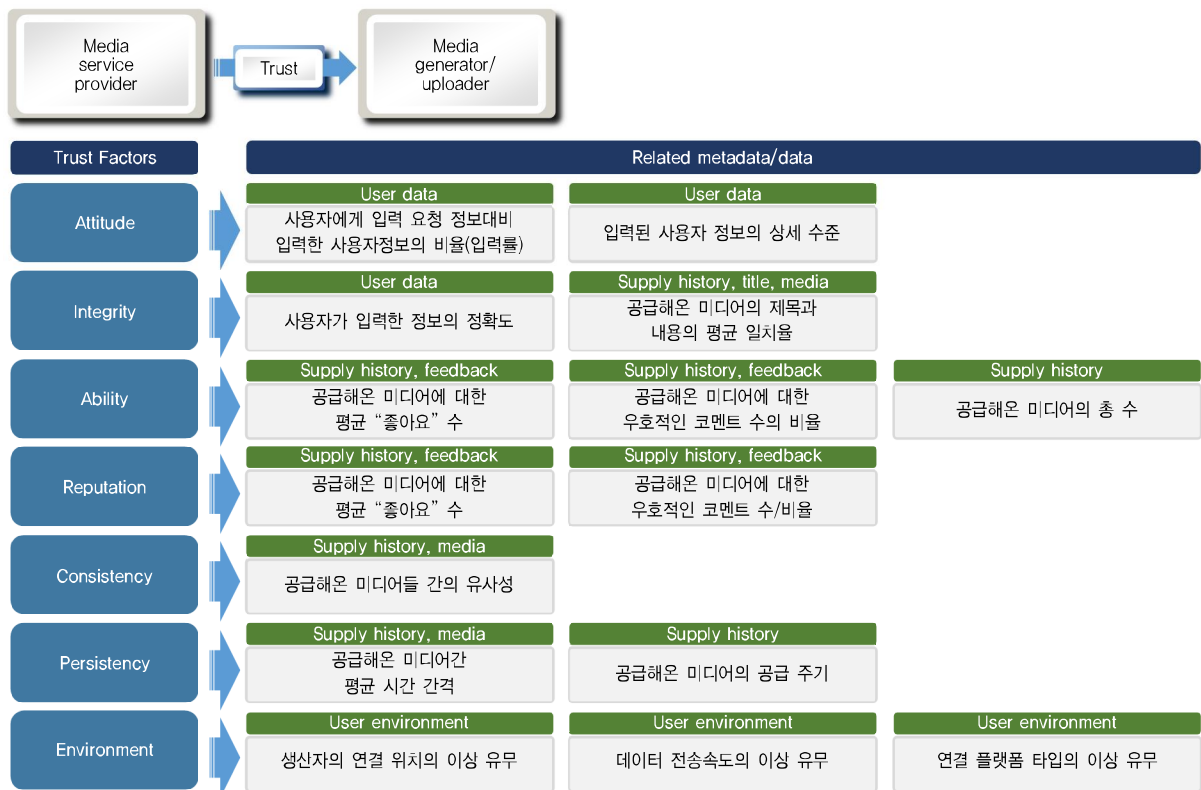 Media
service
provider
Trust
Media
generator/
uploader
Trust Factors
Related metadata/data
Attitude
User data
사용자에게 입력 요청 정보대비
입력한 사용자정보의 비율(입력률)
User data
입력된 사용자 정보의 상세 수준
Integrity
User data
사용자가 입력한 정보의 정확도
Supply history, title, media
공급해온 미디어의 제목과
내용의 평균 일치율
Ability
Supply history, feedback
공급해온 미디어에 대한
평균 “좋아요” 수
Supply history, feedback
공급해온 미디어에 대한
우호적인 코멘트 수의 비율
Supply history
공급해온 미디어의 총 수
Reputation
Supply history, feedback
공급해온 미디어에 대한
평균 “좋아요” 수
Supply history, feedback
공급해온 미디어에 대한
우호적인 코멘트 수/비율
Consistency
Supply history, media
공급해온 미디어들 간의 유사성
Persistency
Supply history, media
공급해온 미디어간
평균 시간 간격
Supply history
공급해온 미디어의 공급 주기
Environment
User environment
생산자의 연결 위치의 이상 유무
User environment
데이터 전송속도의 이상 유무
User environment
연결 플랫폼 타입의 이상 유무